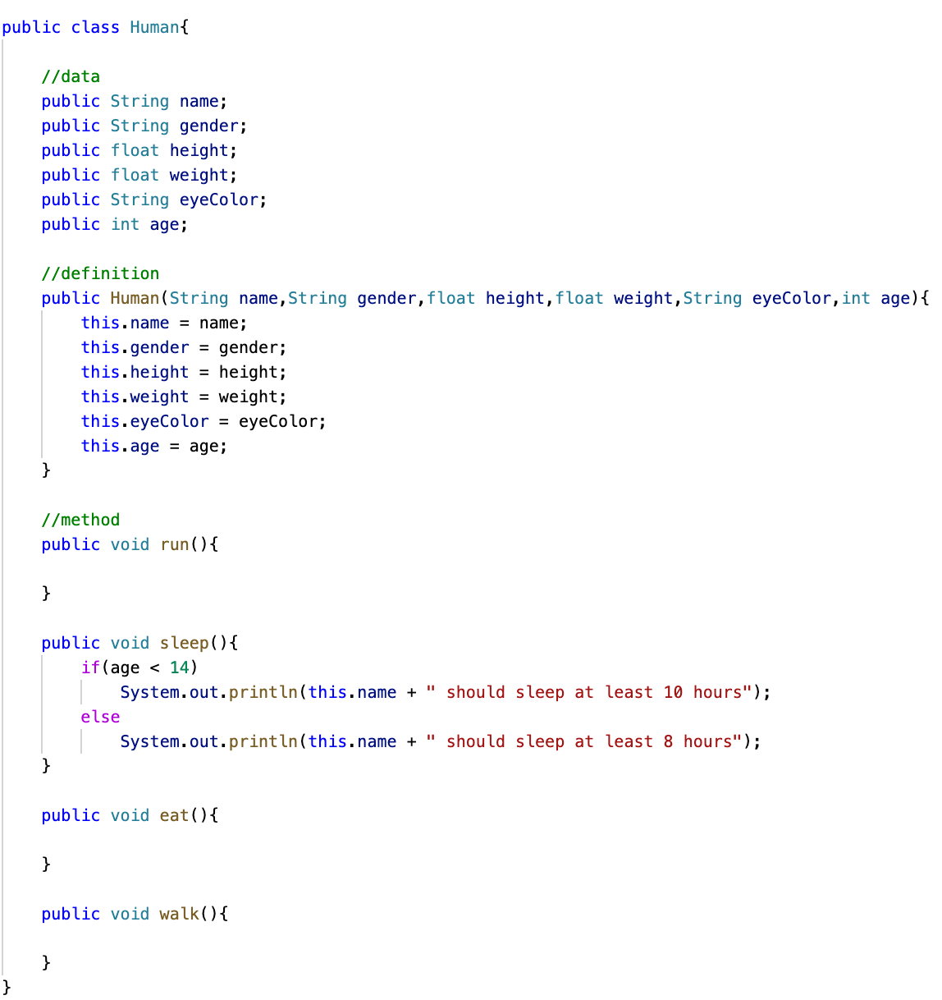 public class Human{
//data
public String name;
public String gender;
public float height;
public float weight;
public String eyeColor;
public int age;
//definition
public Human(String name,String gender,float height,float weight,String eyeColor,int age){
this.name = name;
this.gender = gender;
this.height = height;
this.weight = weight;
this.eyeColor = eyeColor;
this.age = age;
}
//method
public void run(){
}
public void sleep(){
if(age < 14)
System.out.println(this.name + " should sleep at least 10 hours");
else
System.out.println(this.name + " should sleep at least 8 hours");
}
public void eat(){
}
public void walk(){
}
}